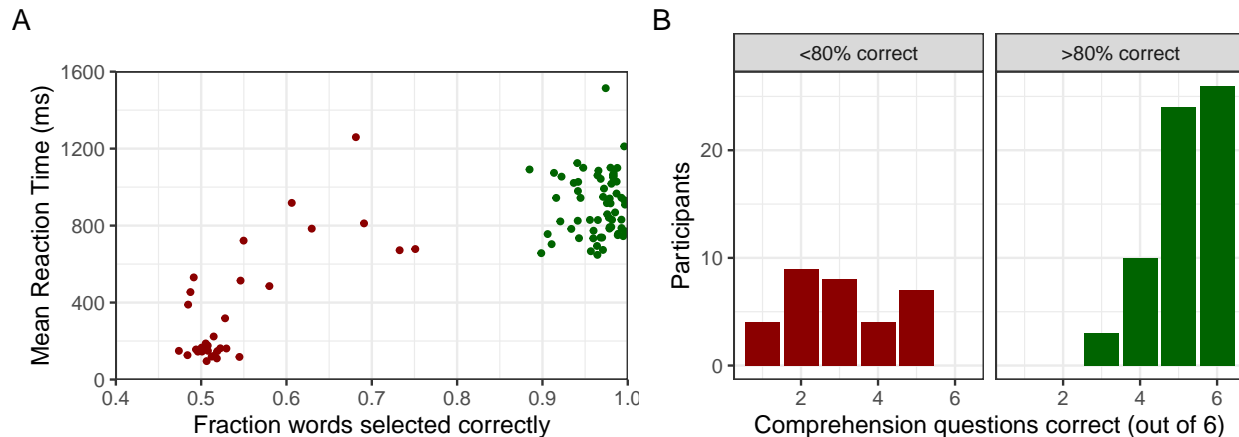 A
1600
1200
800
400
0
Mean Reaction Time (ms)
0.4 0.5 0.6 0.7 0.8 0.9 1.0
Fraction words selected correctly
B
<80% correct >80% correct
20
10
0
Participants
2 4 6 2 4 6
Comprehension questions correct (out of 6)